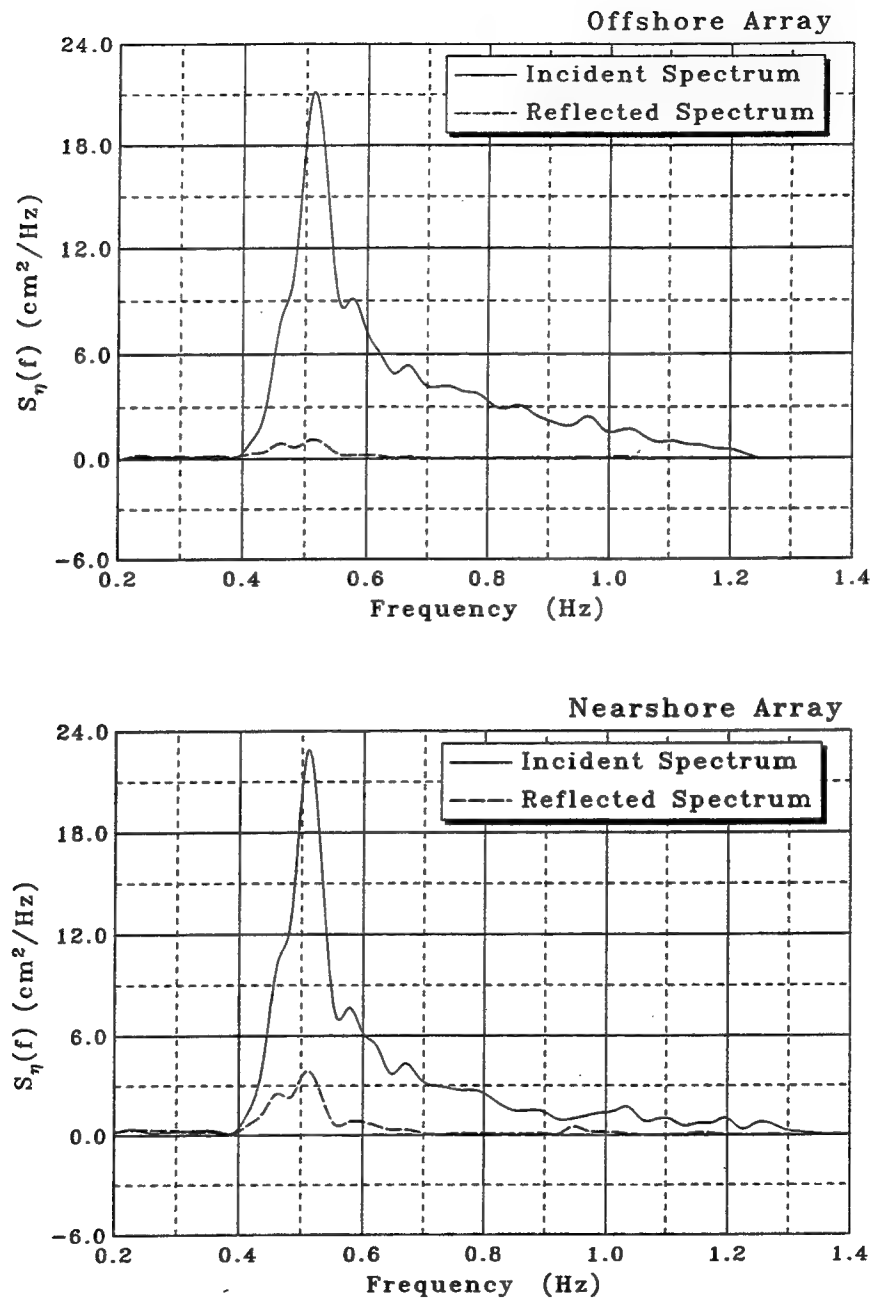 Offshore Array
24.0
18.0
12.0
6.0
0.0
-6.0
S_η(f) (cm²/Hz)
Incident Spectrum
Reflected Spectrum
0.2 0.4 0.6 0.8 1.0 1.2 1.4
Frequency (Hz)
Nearshore Array
24.0
18.0
12.0
6.0
0.0
-6.0
S_η(f) (cm²/Hz)
Incident Spectrum
Reflected Spectrum
0.2 0.4 0.6 0.8 1.0 1.2 1.4
Frequency (Hz)